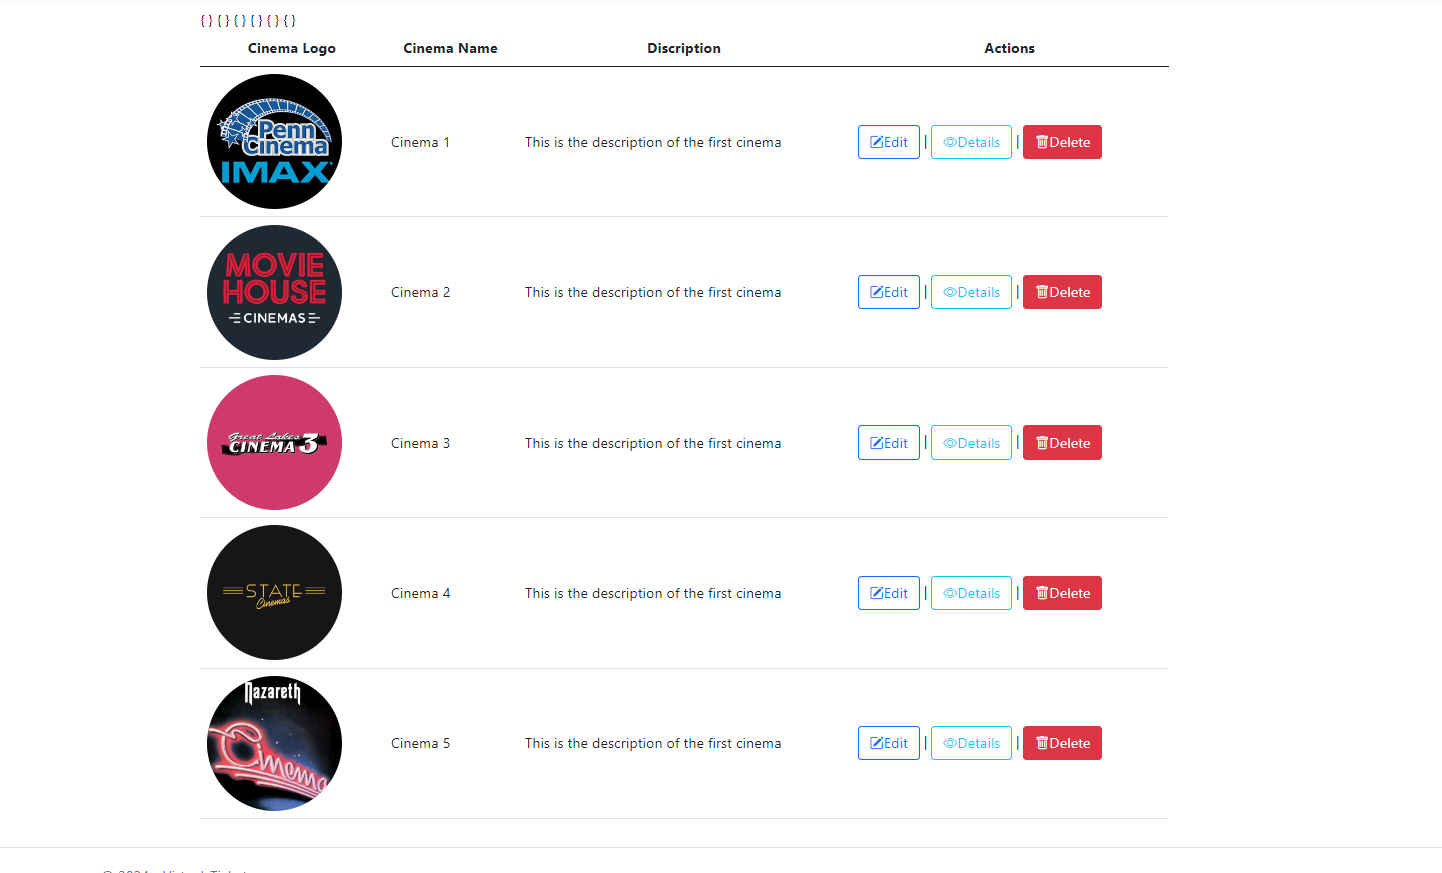 { } { } { } { } { } { }
Cinema Logo Cinema Name Discription Actions
Penn
Cinema
IMAX
Cinema 1 This is the description of the first cinema Edit | Details | Delete
MOVIE
HOUSE
CINEMAS
Cinema 2 This is the description of the first cinema Edit | Details | Delete
Great Lakes
CINEMA 3
Cinema 3 This is the description of the first cinema Edit | Details | Delete
STATE
Cinemas
Cinema 4 This is the description of the first cinema Edit | Details | Delete
Nazareth
Cinema
Cinema 5 This is the description of the first cinema Edit | Details | Delete